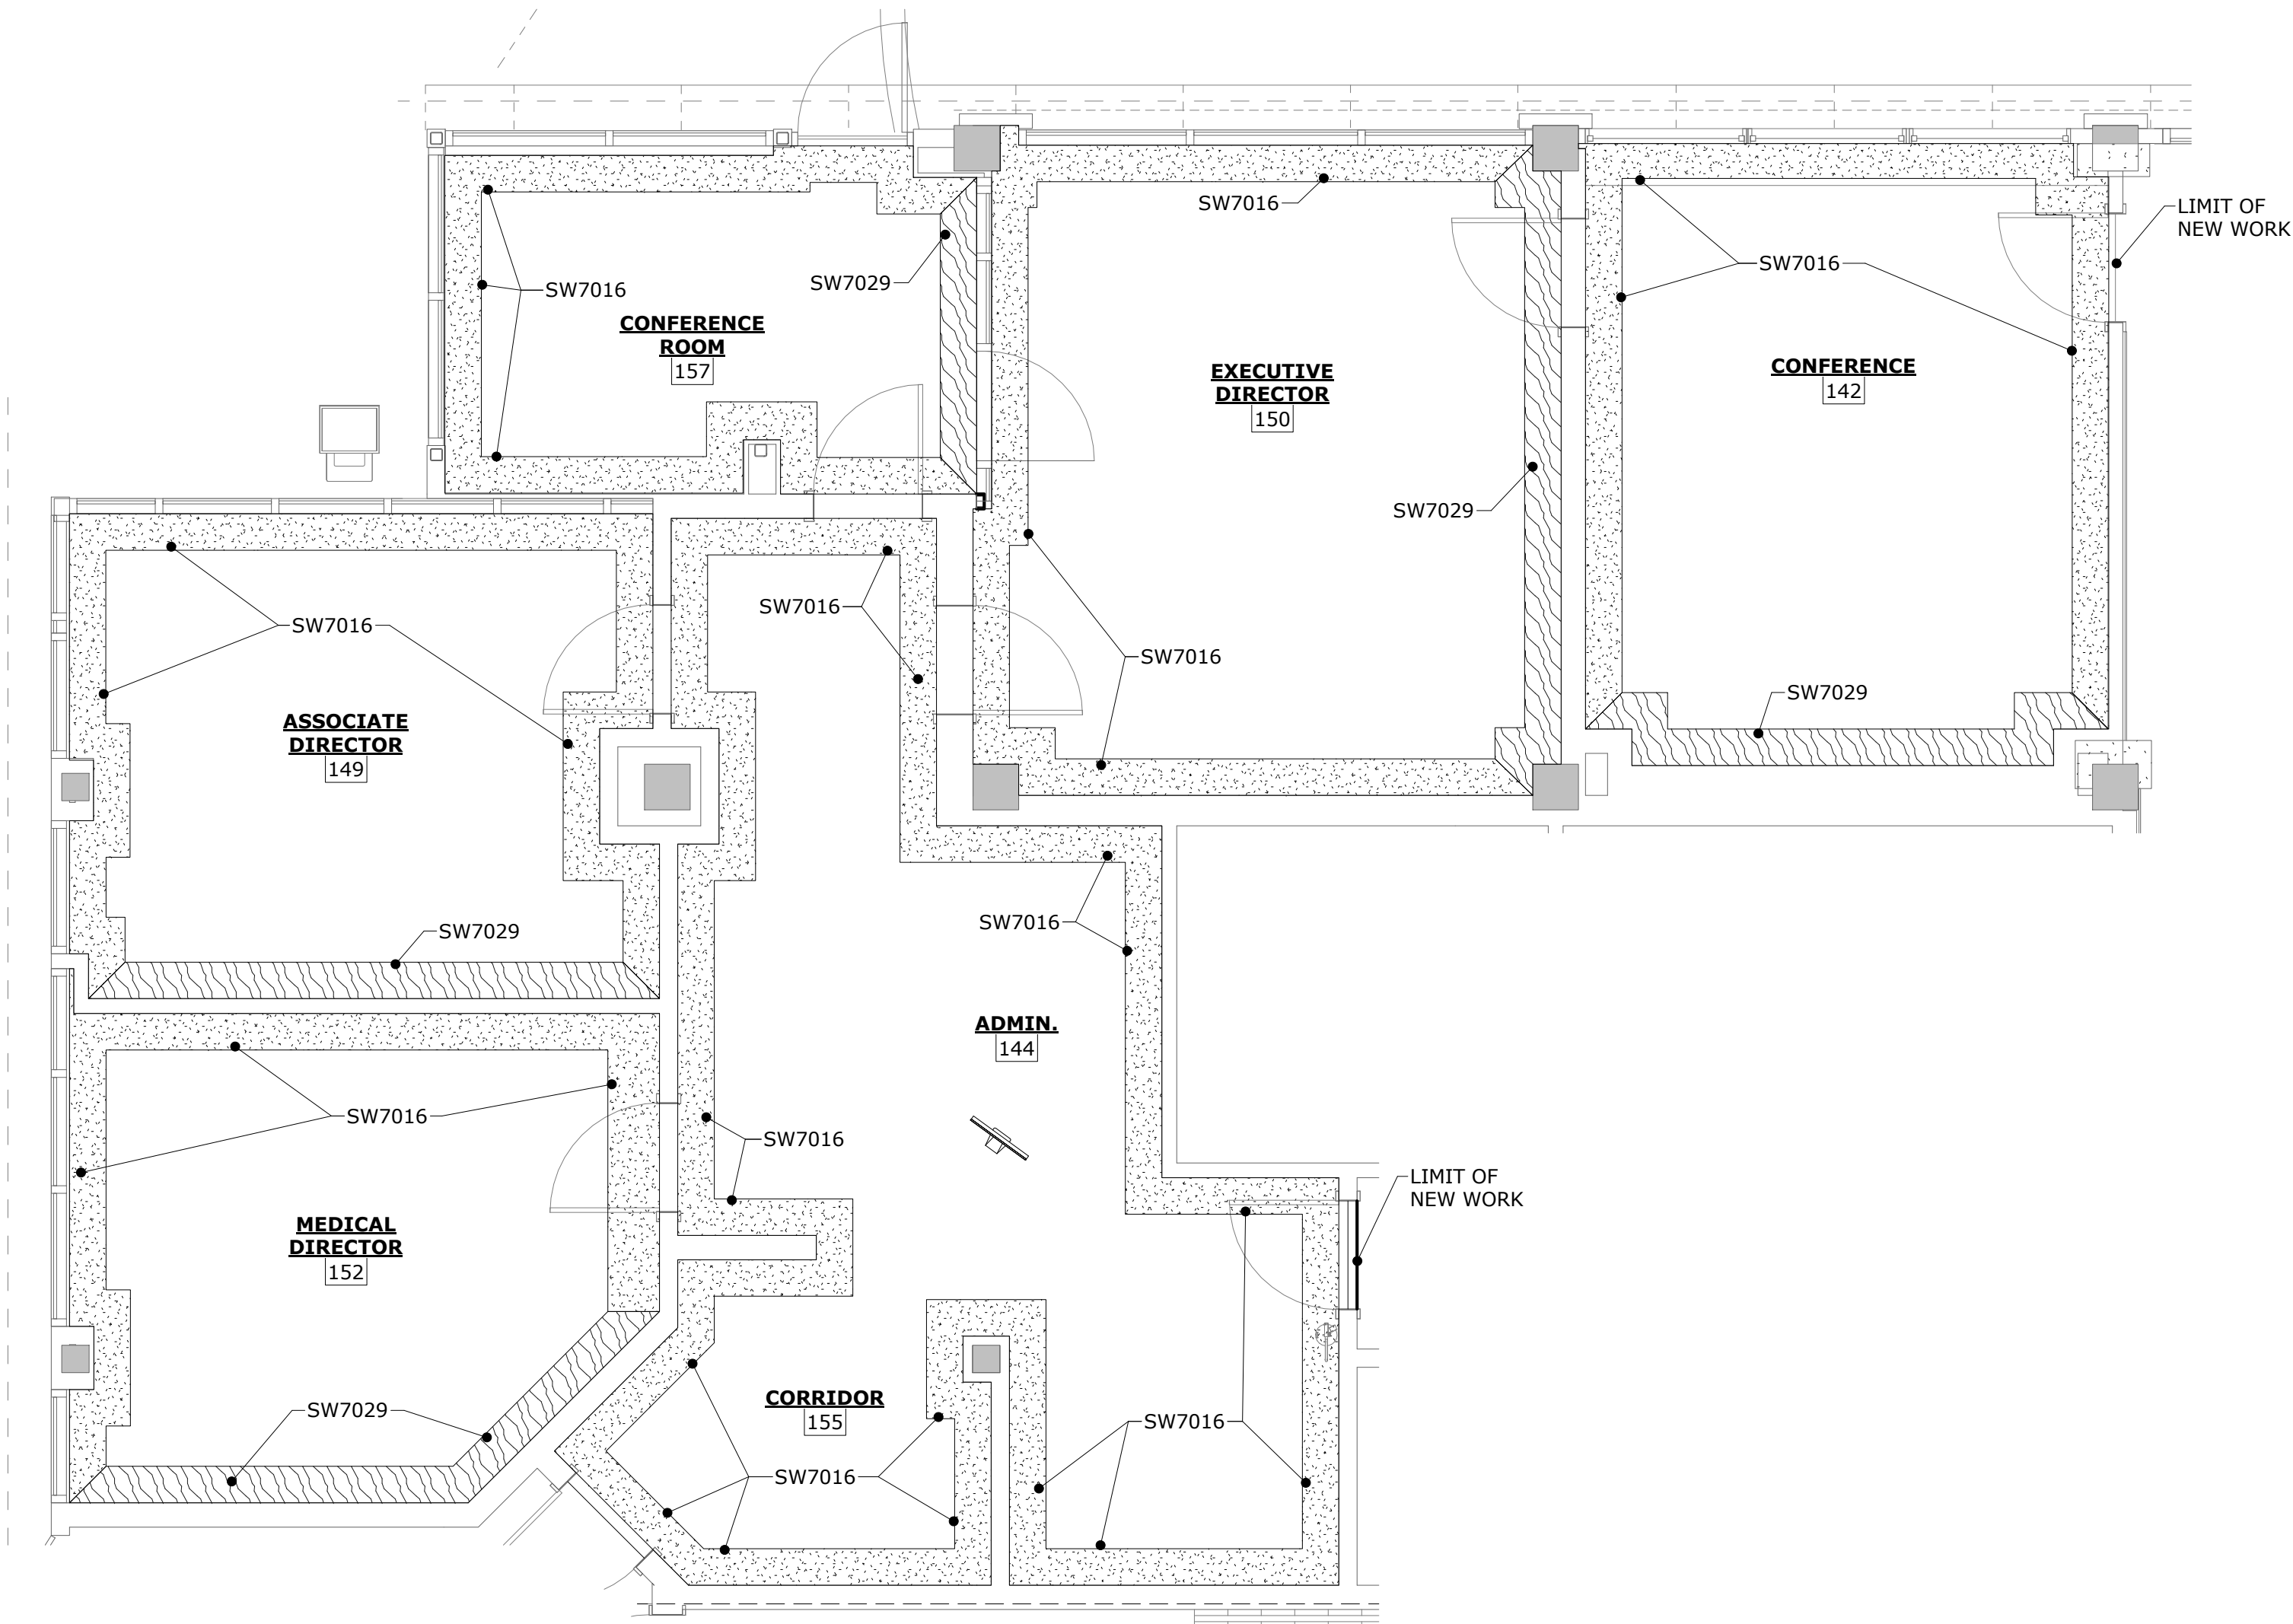 SW7016
LIMIT OF
NEW WORK
SW7016
SW7029
SW7016
CONFERENCE
ROOM
157
EXECUTIVE
DIRECTOR
150
CONFERENCE
142
SW7029
SW7016
SW7016
SW7016
SW7029
ASSOCIATE
DIRECTOR
149
SW7029
SW7016
ADMIN.
144
SW7016
SW7016
LIMIT OF
NEW WORK
MEDICAL
DIRECTOR
152
SW7029
CORRIDOR
155
SW7016
SW7016